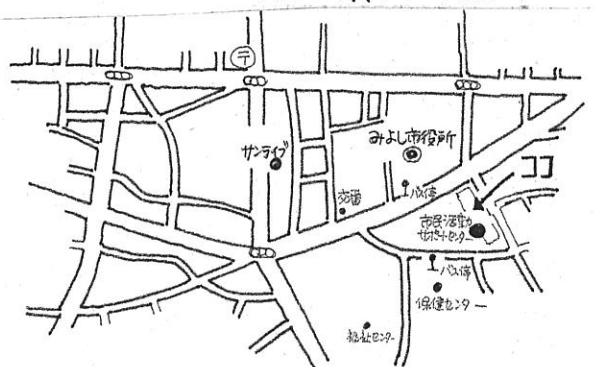 〒
サンライブ
みよし市役所
ココ
交番
バス停
市民活動
サポートセンター
バス停
保健センター
福祉センター